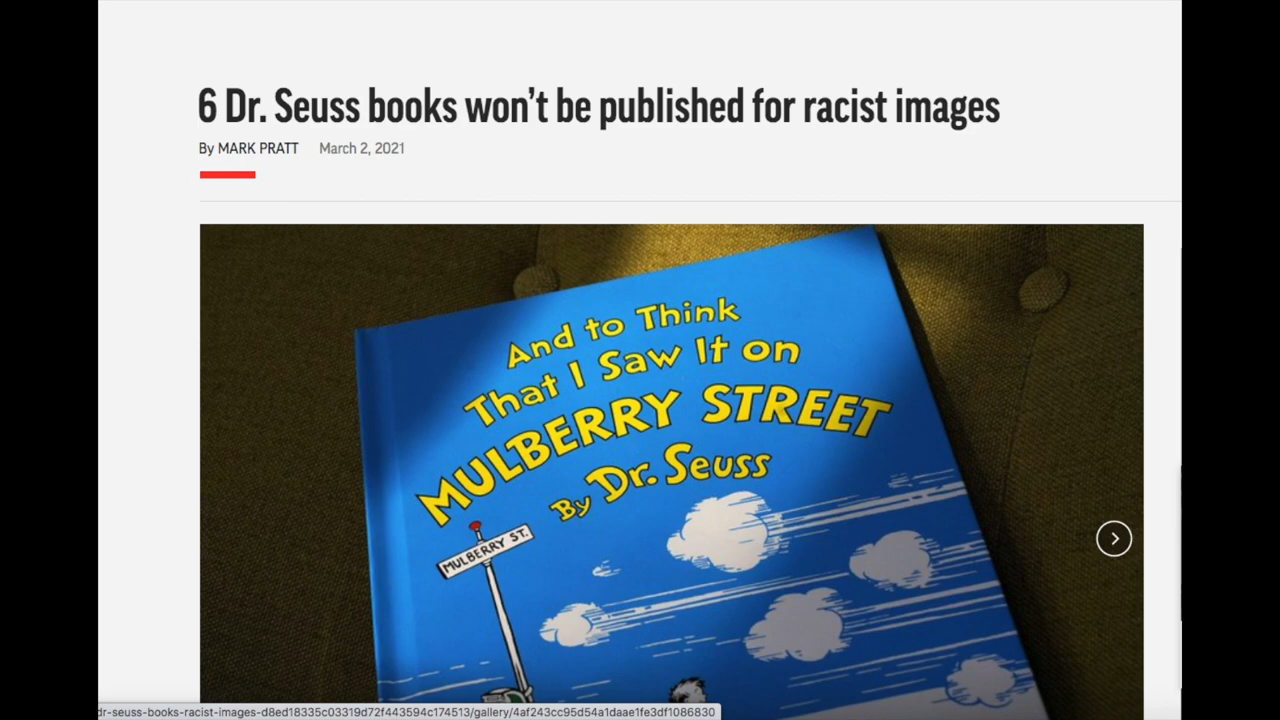 6 Dr. Seuss books won't be published for racist images
By MARK PRATT March 2, 2021
And to Think
That I Saw It on
MULBERRY STREET
By Dr. Seuss
MULBERRY ST.
dr-seuss-books-racist-images-d8ed18335c03319d72f443594c174513/gallery/4af243cc95d54a1daae1fe3df1086830